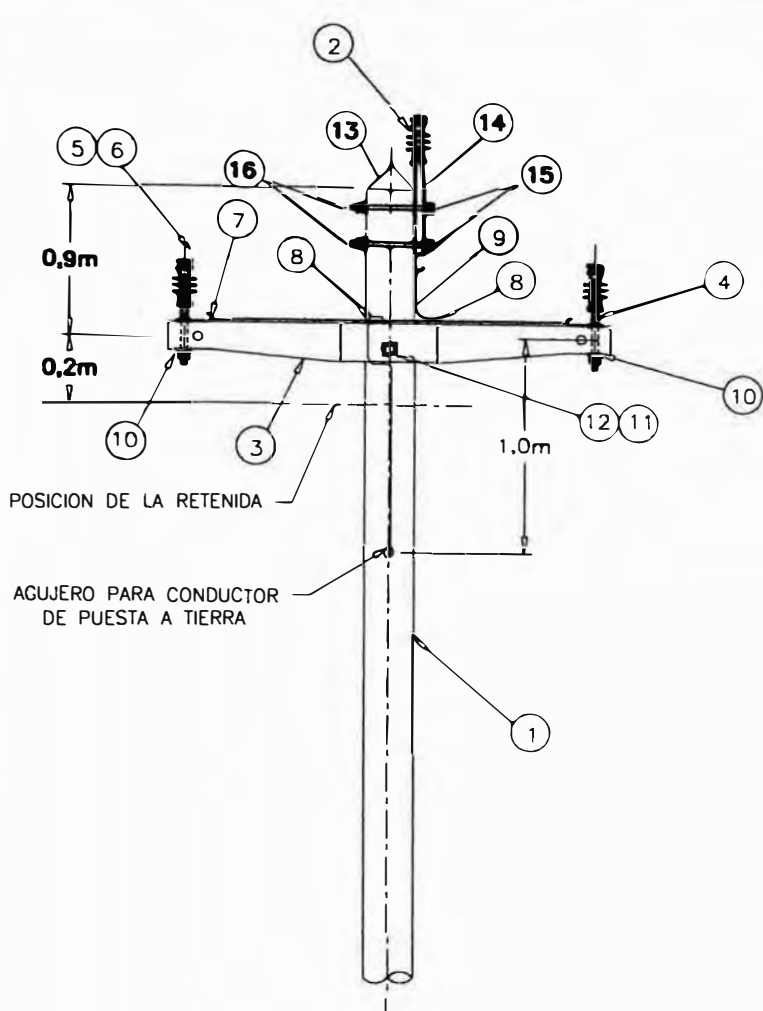 2
13
14
5 6
16
15
7
0,9m
8
9
8
4
0,2m
10
3
12 11
10
1,0m
POSICION DE LA RETENIDA
AGUJERO PARA CONDUCTOR
DE PUESTA A TIERRA
1